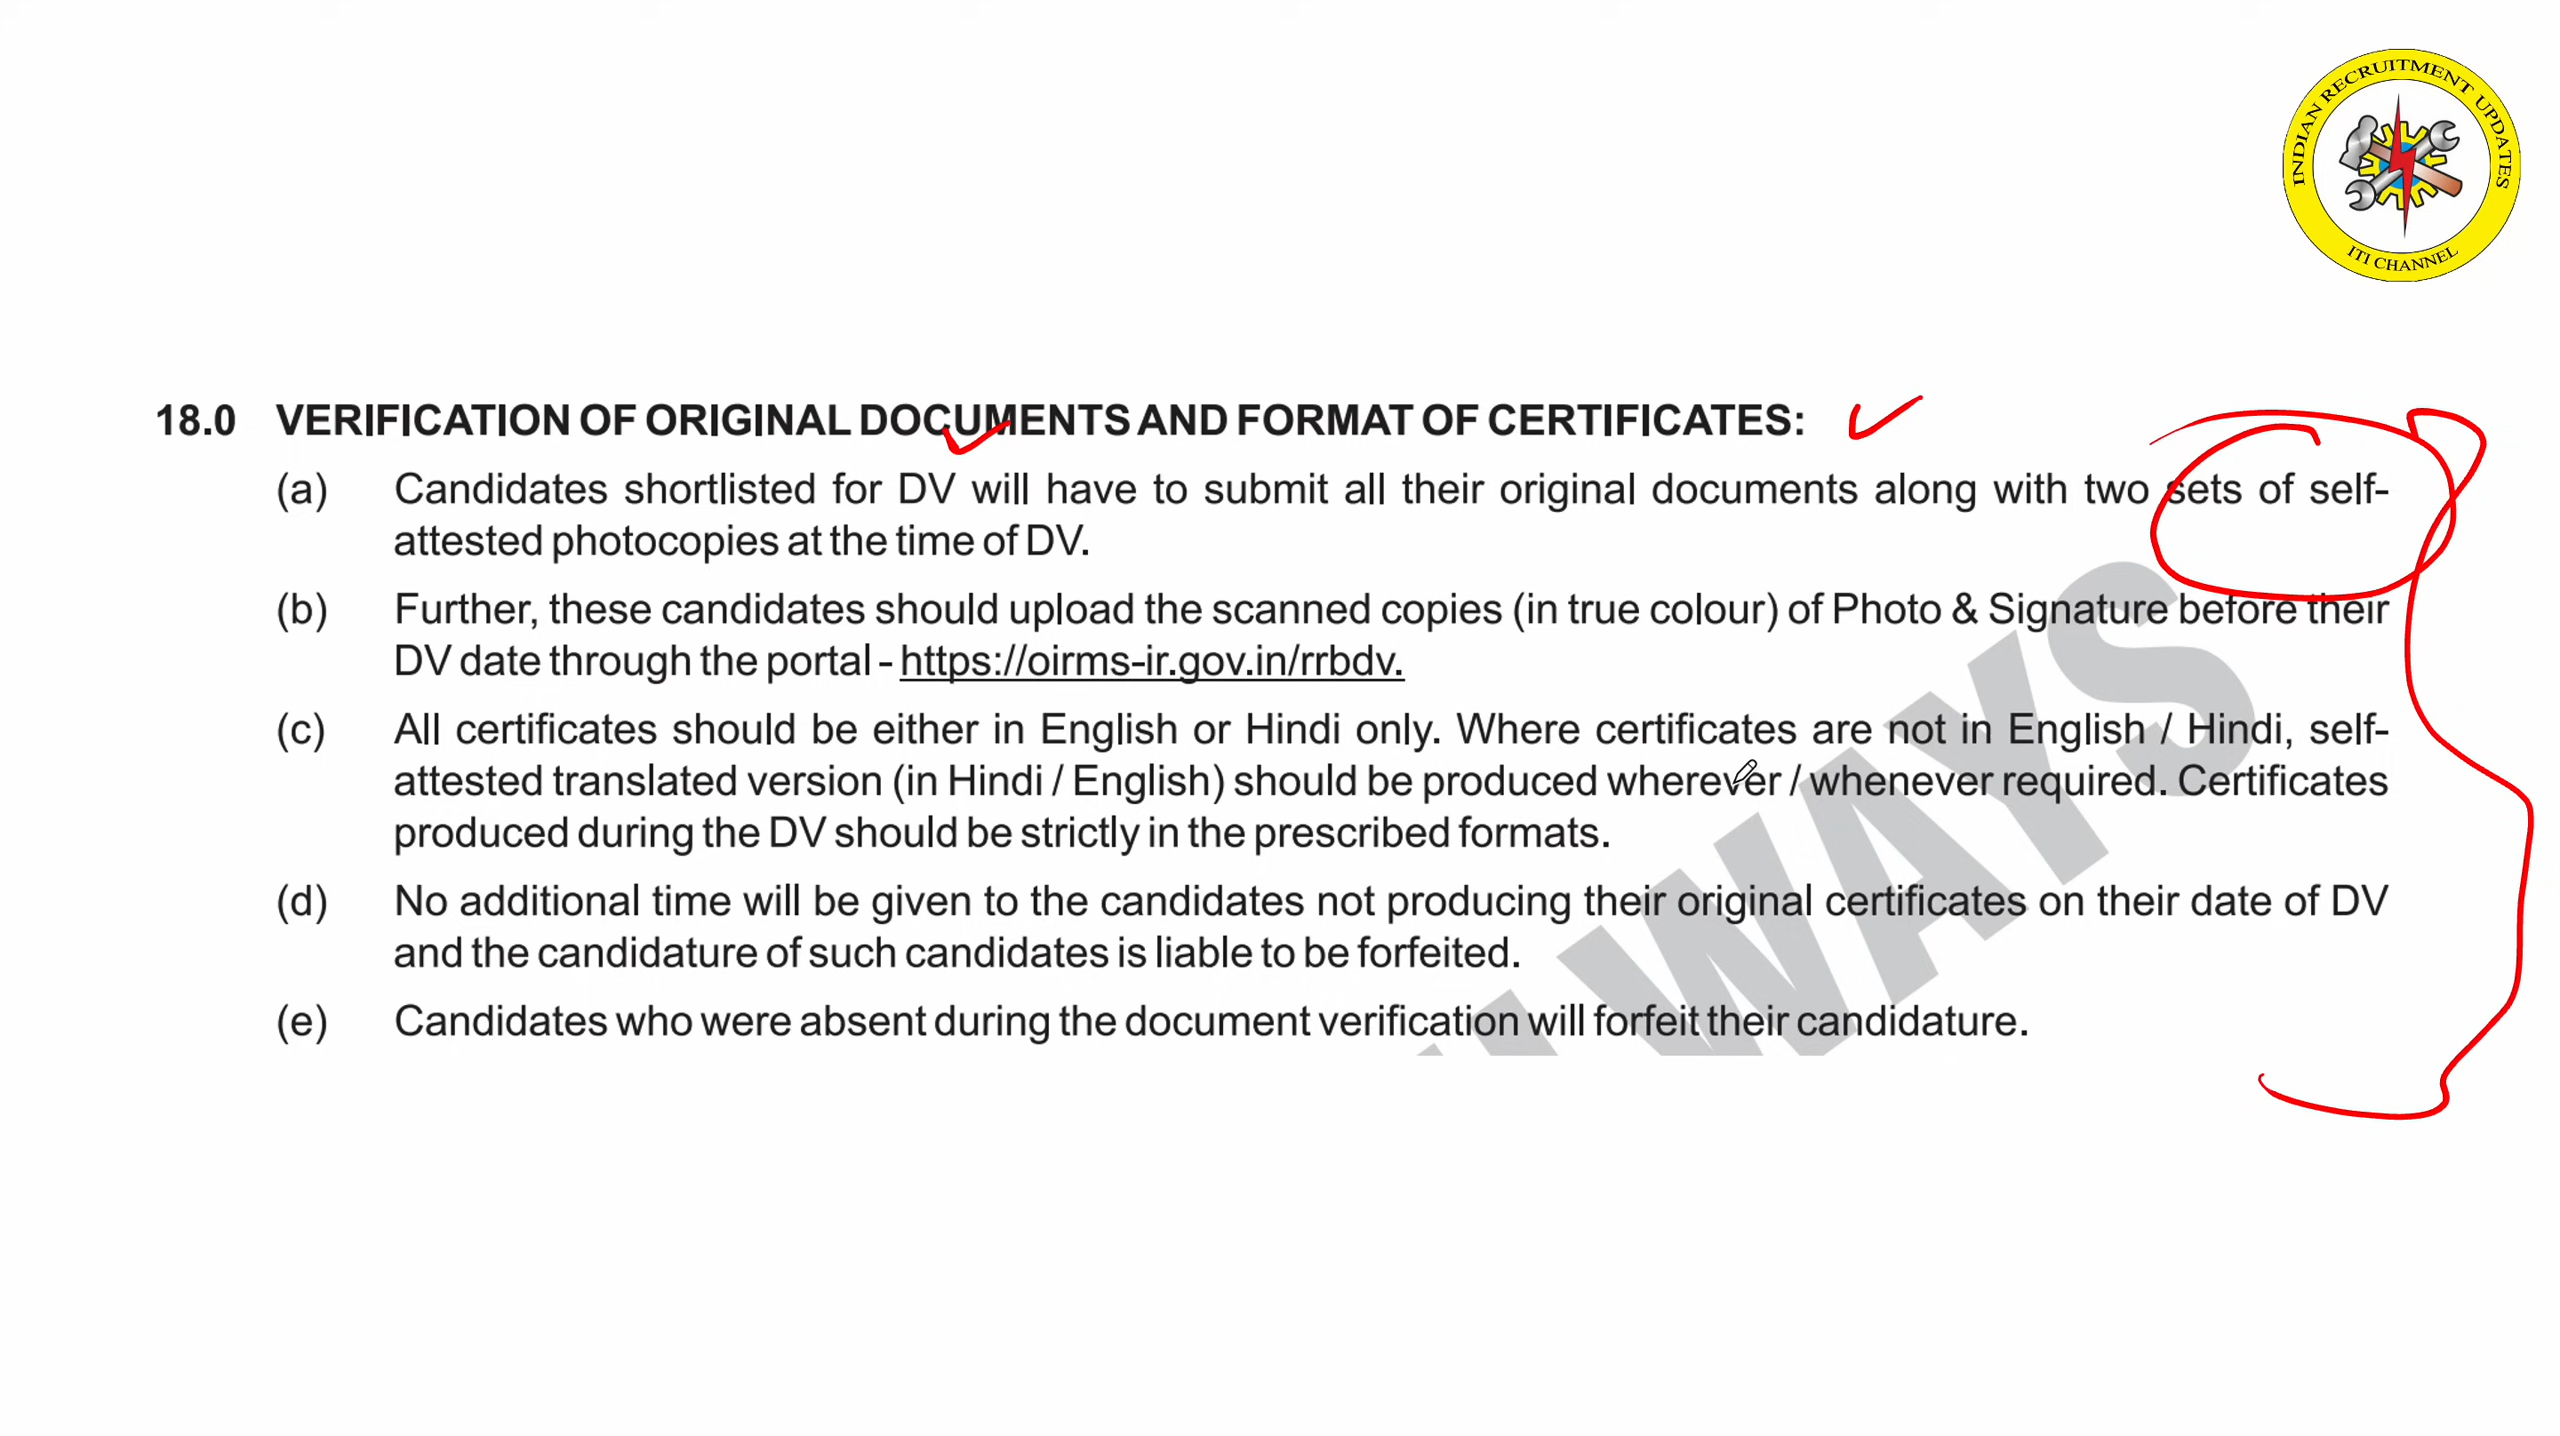 INDIAN RECRUITMENT UPDATES
ITI CHANNEL
18.0 VERIFICATION OF ORIGINAL DOCUMENTS AND FORMAT OF CERTIFICATES:
(a) Candidates shortlisted for DV will have to submit all their original documents along with two sets of self-
attested photocopies at the time of DV.
(b) Further, these candidates should upload the scanned copies (in true colour) of Photo & Signature before their
DV date through the portal - https://oirms-ir.gov.in/rrbdv.
(c) All certificates should be either in English or Hindi only. Where certificates are not in English / Hindi, self-
attested translated version (in Hindi / English) should be produced wherever / whenever required. Certificates
produced during the DV should be strictly in the prescribed formats.
(d) No additional time will be given to the candidates not producing their original certificates on their date of DV
and the candidature of such candidates is liable to be forfeited.
(e) Candidates who were absent during the document verification will forfeit their candidature.
WAYS